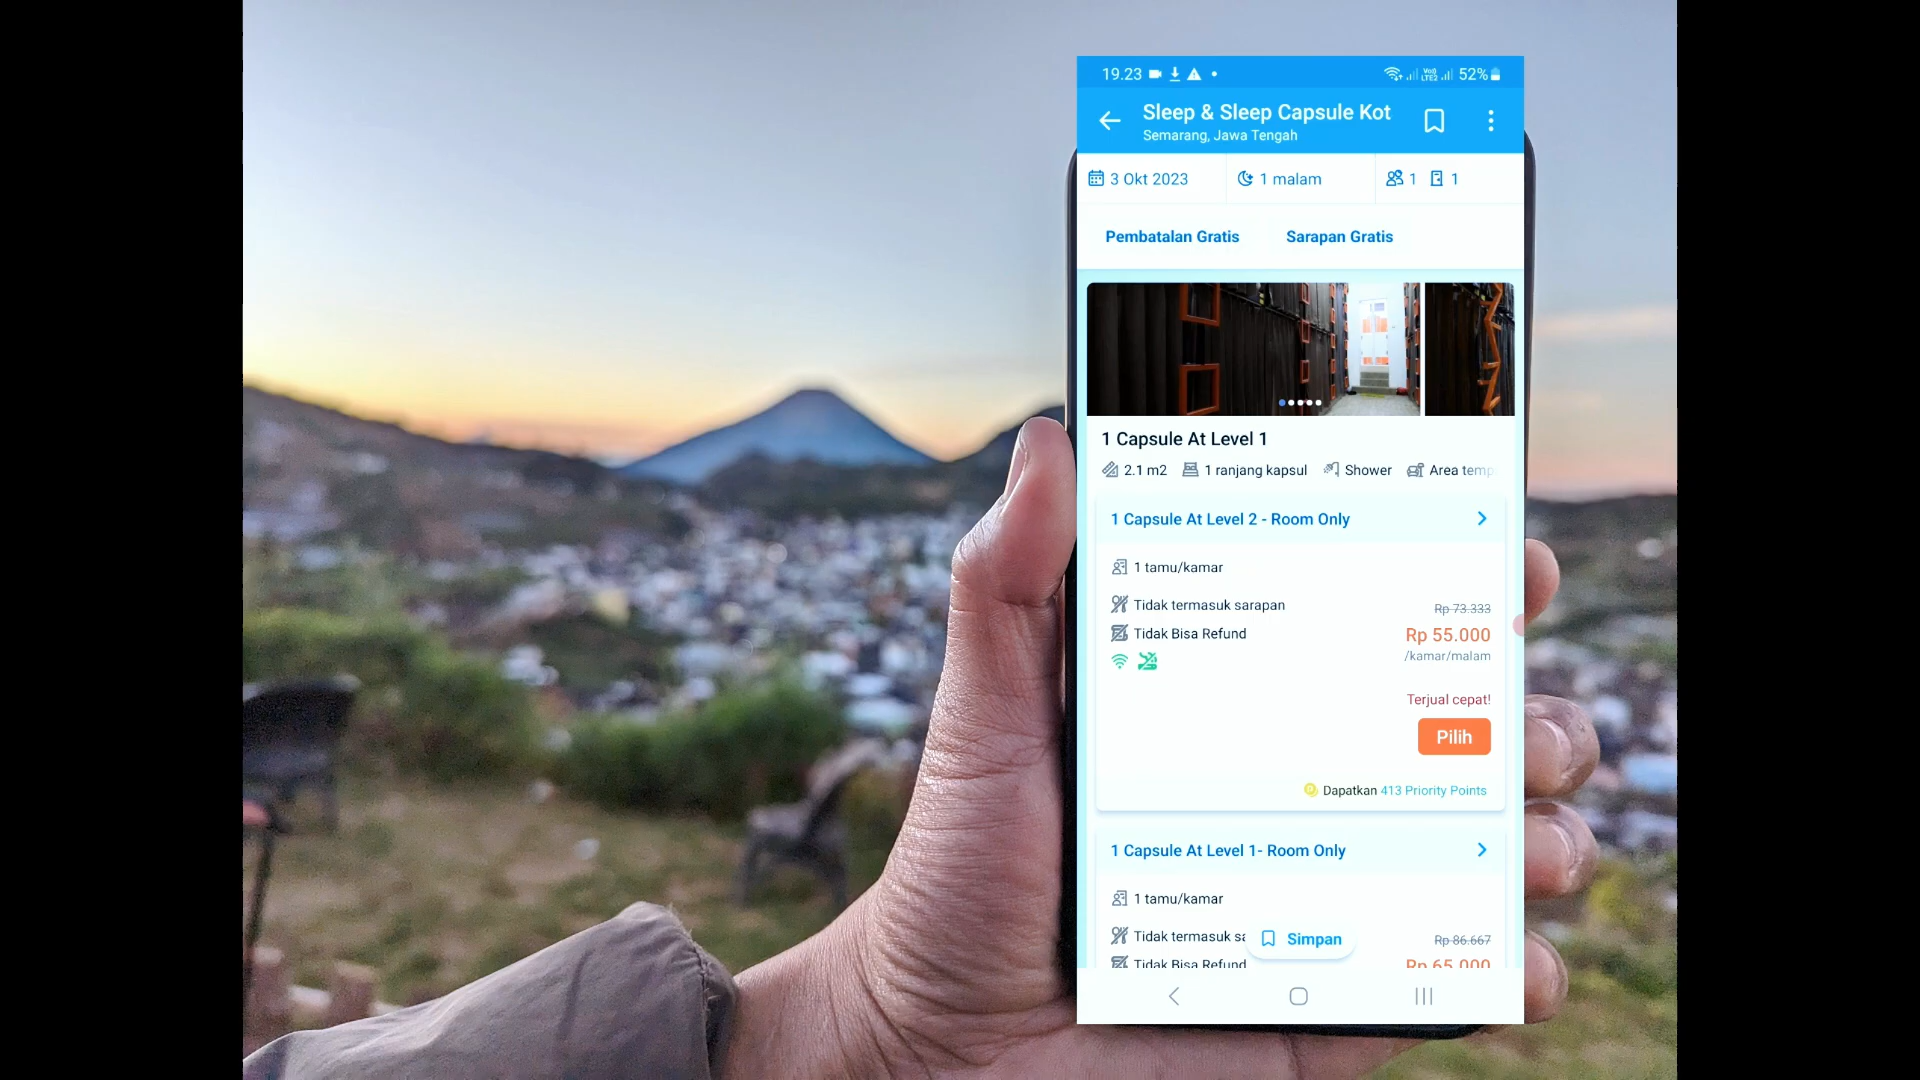 19.23 52%
Sleep & Sleep Capsule Kot
Semarang, Jawa Tengah
3 Okt 2023 1 malam 1 1
Pembatalan Gratis Sarapan Gratis
1 Capsule At Level 1
2.1 m2 1 ranjang kapsul Shower Area temp
1 Capsule At Level 2 - Room Only
1 tamu/kamar
Tidak termasuk sarapan
Rp 73.333
Tidak Bisa Refund
Rp 55.000
/kamar/malam
Terjual cepat!
Pilih
Dapatkan 413 Priority Points
1 Capsule At Level 1- Room Only
1 tamu/kamar
Tidak termasuk sa
Simpan
Rp 86.667
Tidak Bisa Refund
Rp 65.000